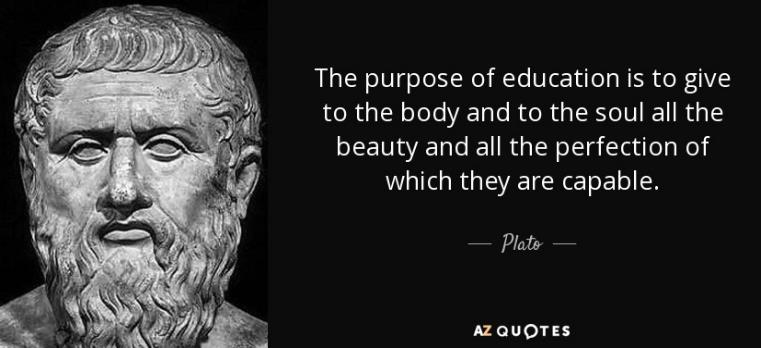 The purpose of education is to give
to the body and to the soul all the
beauty and all the perfection of
which they are capable.
Plato
AZ QUOTES